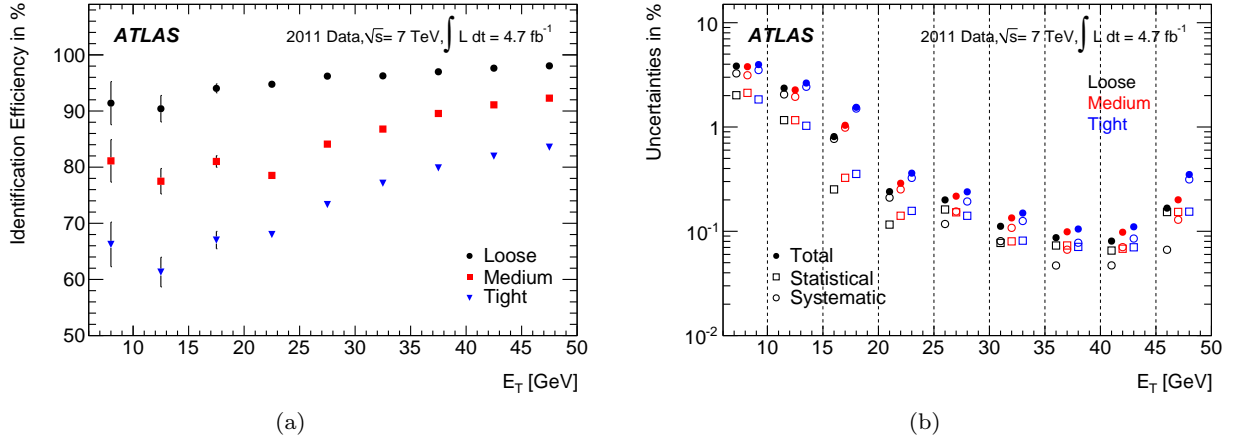 Identification Efficiency in %
100
90
80
70
60
50
ATLAS
2011 Data,√s= 7 TeV,∫ L dt = 4.7 fb⁻¹
Loose
Medium
Tight
10 15 20 25 30 35 40 45 50
E_T [GeV]
(a)
Uncertainties in %
10
1
10⁻¹
10⁻²
ATLAS
2011 Data,√s= 7 TeV,∫ L dt = 4.7 fb⁻¹
Loose
Medium
Tight
Total
Statistical
Systematic
10 15 20 25 30 35 40 45 50
E_T [GeV]
(b)